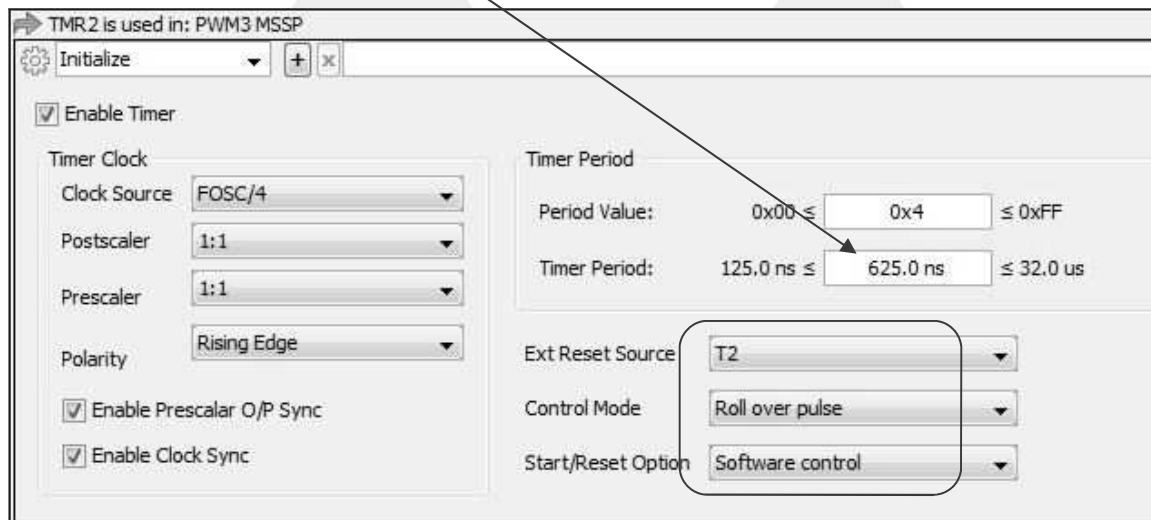 TMR2 is used in: PWM3 MSSP
Initialize
+ x
Enable Timer
Timer Clock
Clock Source FOSC/4
Postscaler 1:1
Prescaler 1:1
Polarity Rising Edge
Enable Prescalar O/P Sync
Enable Clock Sync
Timer Period
Period Value: 0x00 ≤ 0x4 ≤ 0xFF
Timer Period: 125.0 ns ≤ 625.0 ns ≤ 32.0 us
Ext Reset Source T2
Control Mode Roll over pulse
Start/Reset Option Software control